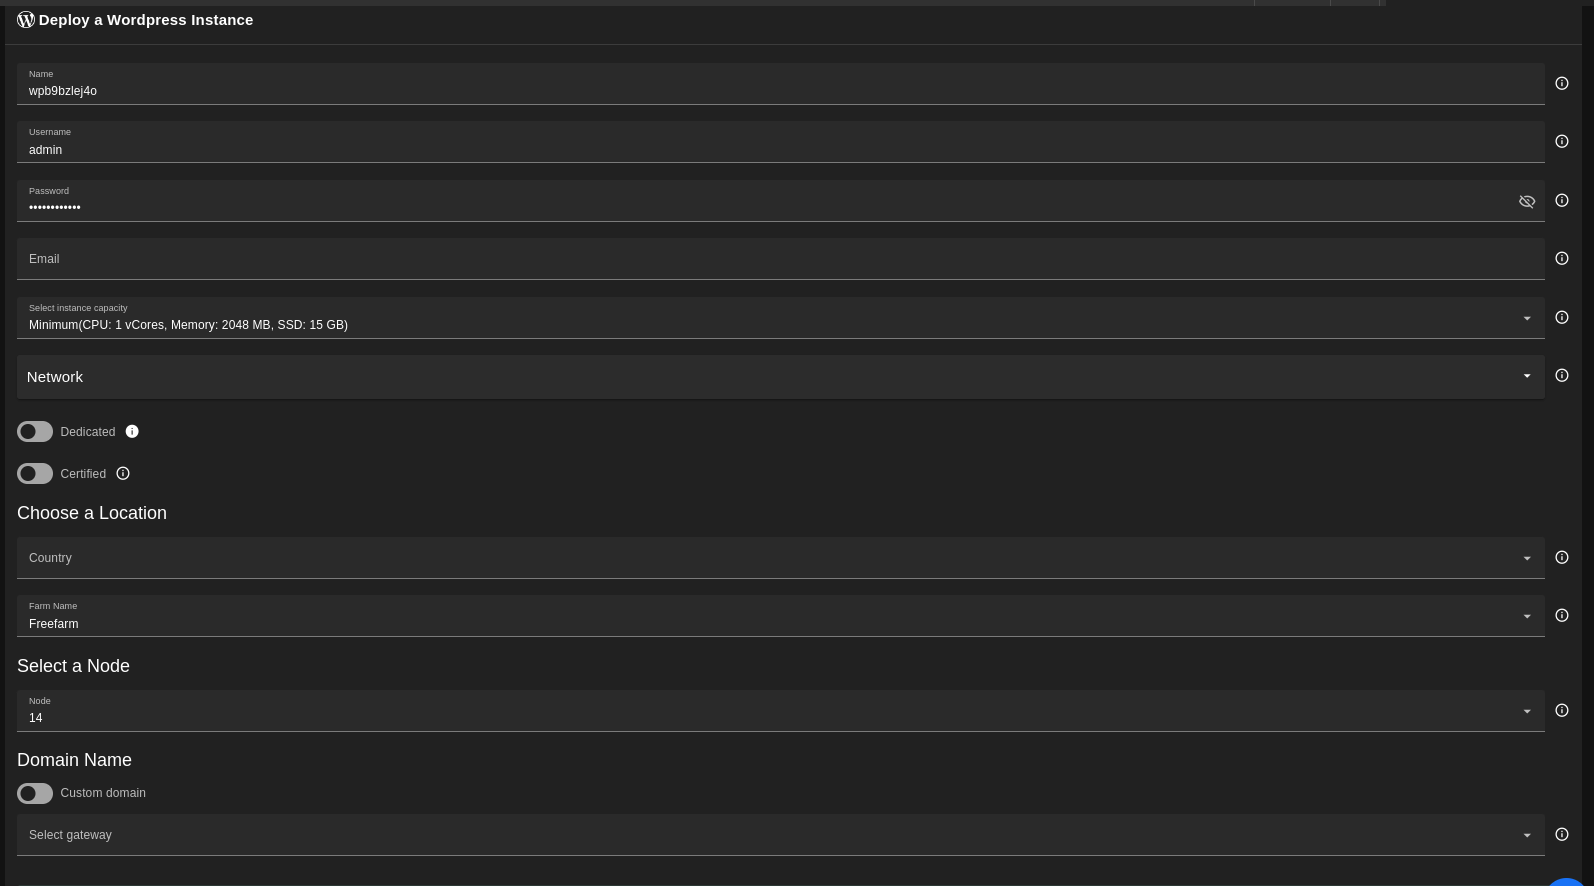 Deploy a Wordpress Instance
Name
wpb9bzlej4o
Username
admin
Password
••••••••••••
Email
Select instance capacity
Minimum(CPU: 1 vCores, Memory: 2048 MB, SSD: 15 GB)
Network
Dedicated
Certified
Choose a Location
Country
Farm Name
Freefarm
Select a Node
Node
14
Domain Name
Custom domain
Select gateway